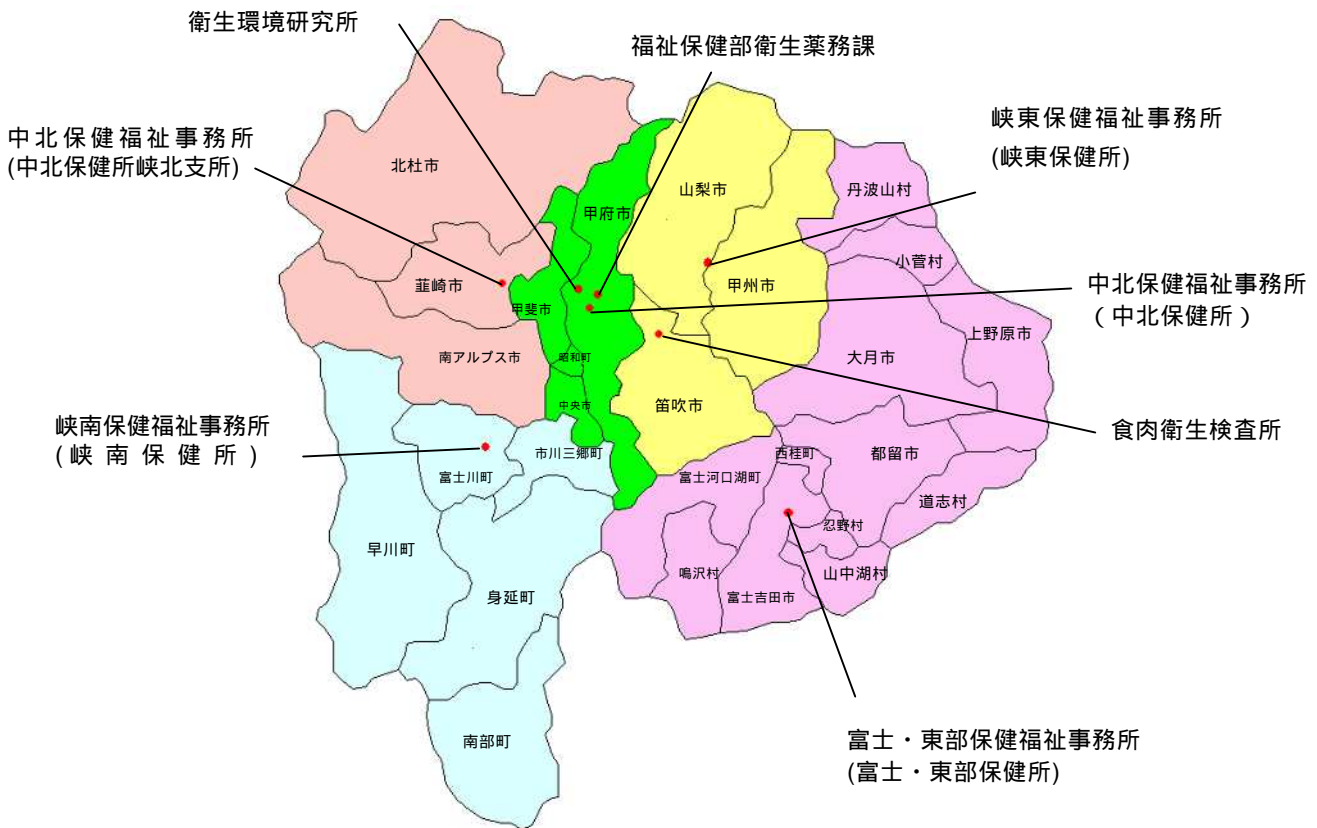 衛生環境研究所
福祉保健部衛生薬務課
中北保健福祉事務所
(中北保健所峡北支所)
峡東保健福祉事務所
(峡東保健所)
北杜市
山梨市
丹波山村
甲府市
小菅村
韮崎市
甲斐市
甲州市
中北保健福祉事務所
(中北保健所)
上野原市
南アルプス市
昭和町
大月市
中央市
笛吹市
食肉衛生検査所
峡南保健福祉事務所
(峡南保健所)
市川三郷町
富士川町
西桂町
都留市
富士河口湖町
道志村
忍野村
早川町
鳴沢村
山中湖村
身延町
富士吉田市
南部町
富士・東部保健福祉事務所
(富士・東部保健所)